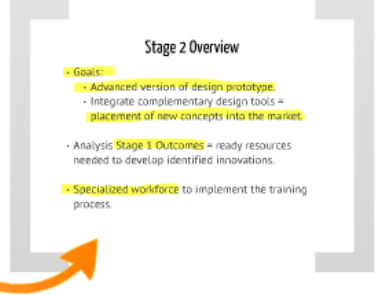 Stage 2 Overview
• Goals:
• Advanced version of design prototype.
• Integrate complementary design tools =
placement of new concepts into the market.
• Analysis Stage 1 Outcomes = ready resources
needed to develop identified innovations.
• Specialized workforce to implement the training
process.